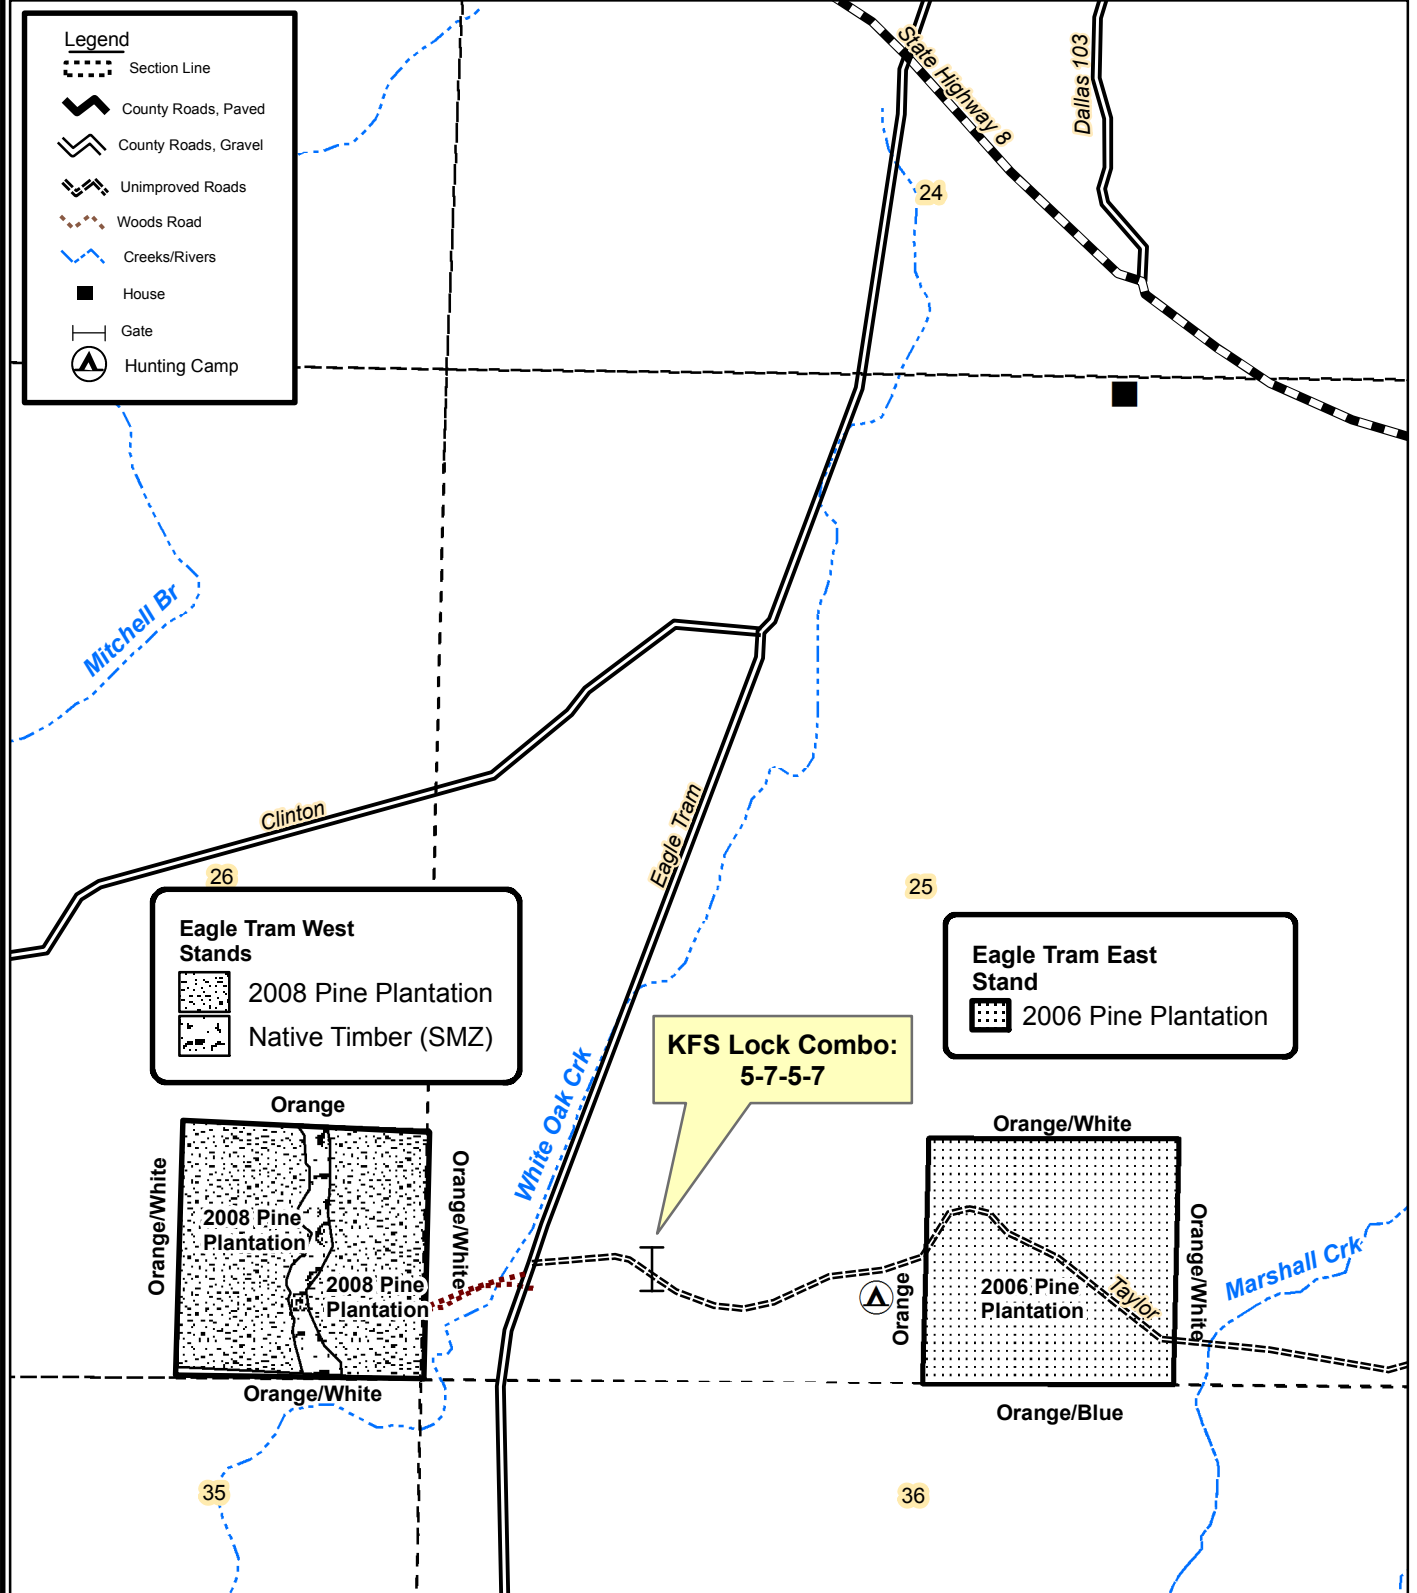 Legend
Section Line
County Roads, Paved
County Roads, Gravel
Unimproved Roads
Woods Road
Creeks/Rivers
House
Gate
Hunting Camp
State Highway 8
Dallas 103
24
Mitchell Br
Clinton
Eagle Tram
26
25
Eagle Tram West
Stands
2008 Pine Plantation
Native Timber (SMZ)
Eagle Tram East
Stand
2006 Pine Plantation
KFS Lock Combo:
5-7-5-7
White Oak Crk
Orange
Orange/White
Orange/White
2008 Pine
Plantation
2008 Pine
Plantation
Orange/White
Orange/White
Orange
2006 Pine
Plantation
Taylor
Orange/White
Marshall Crk
Orange/Blue
35
36